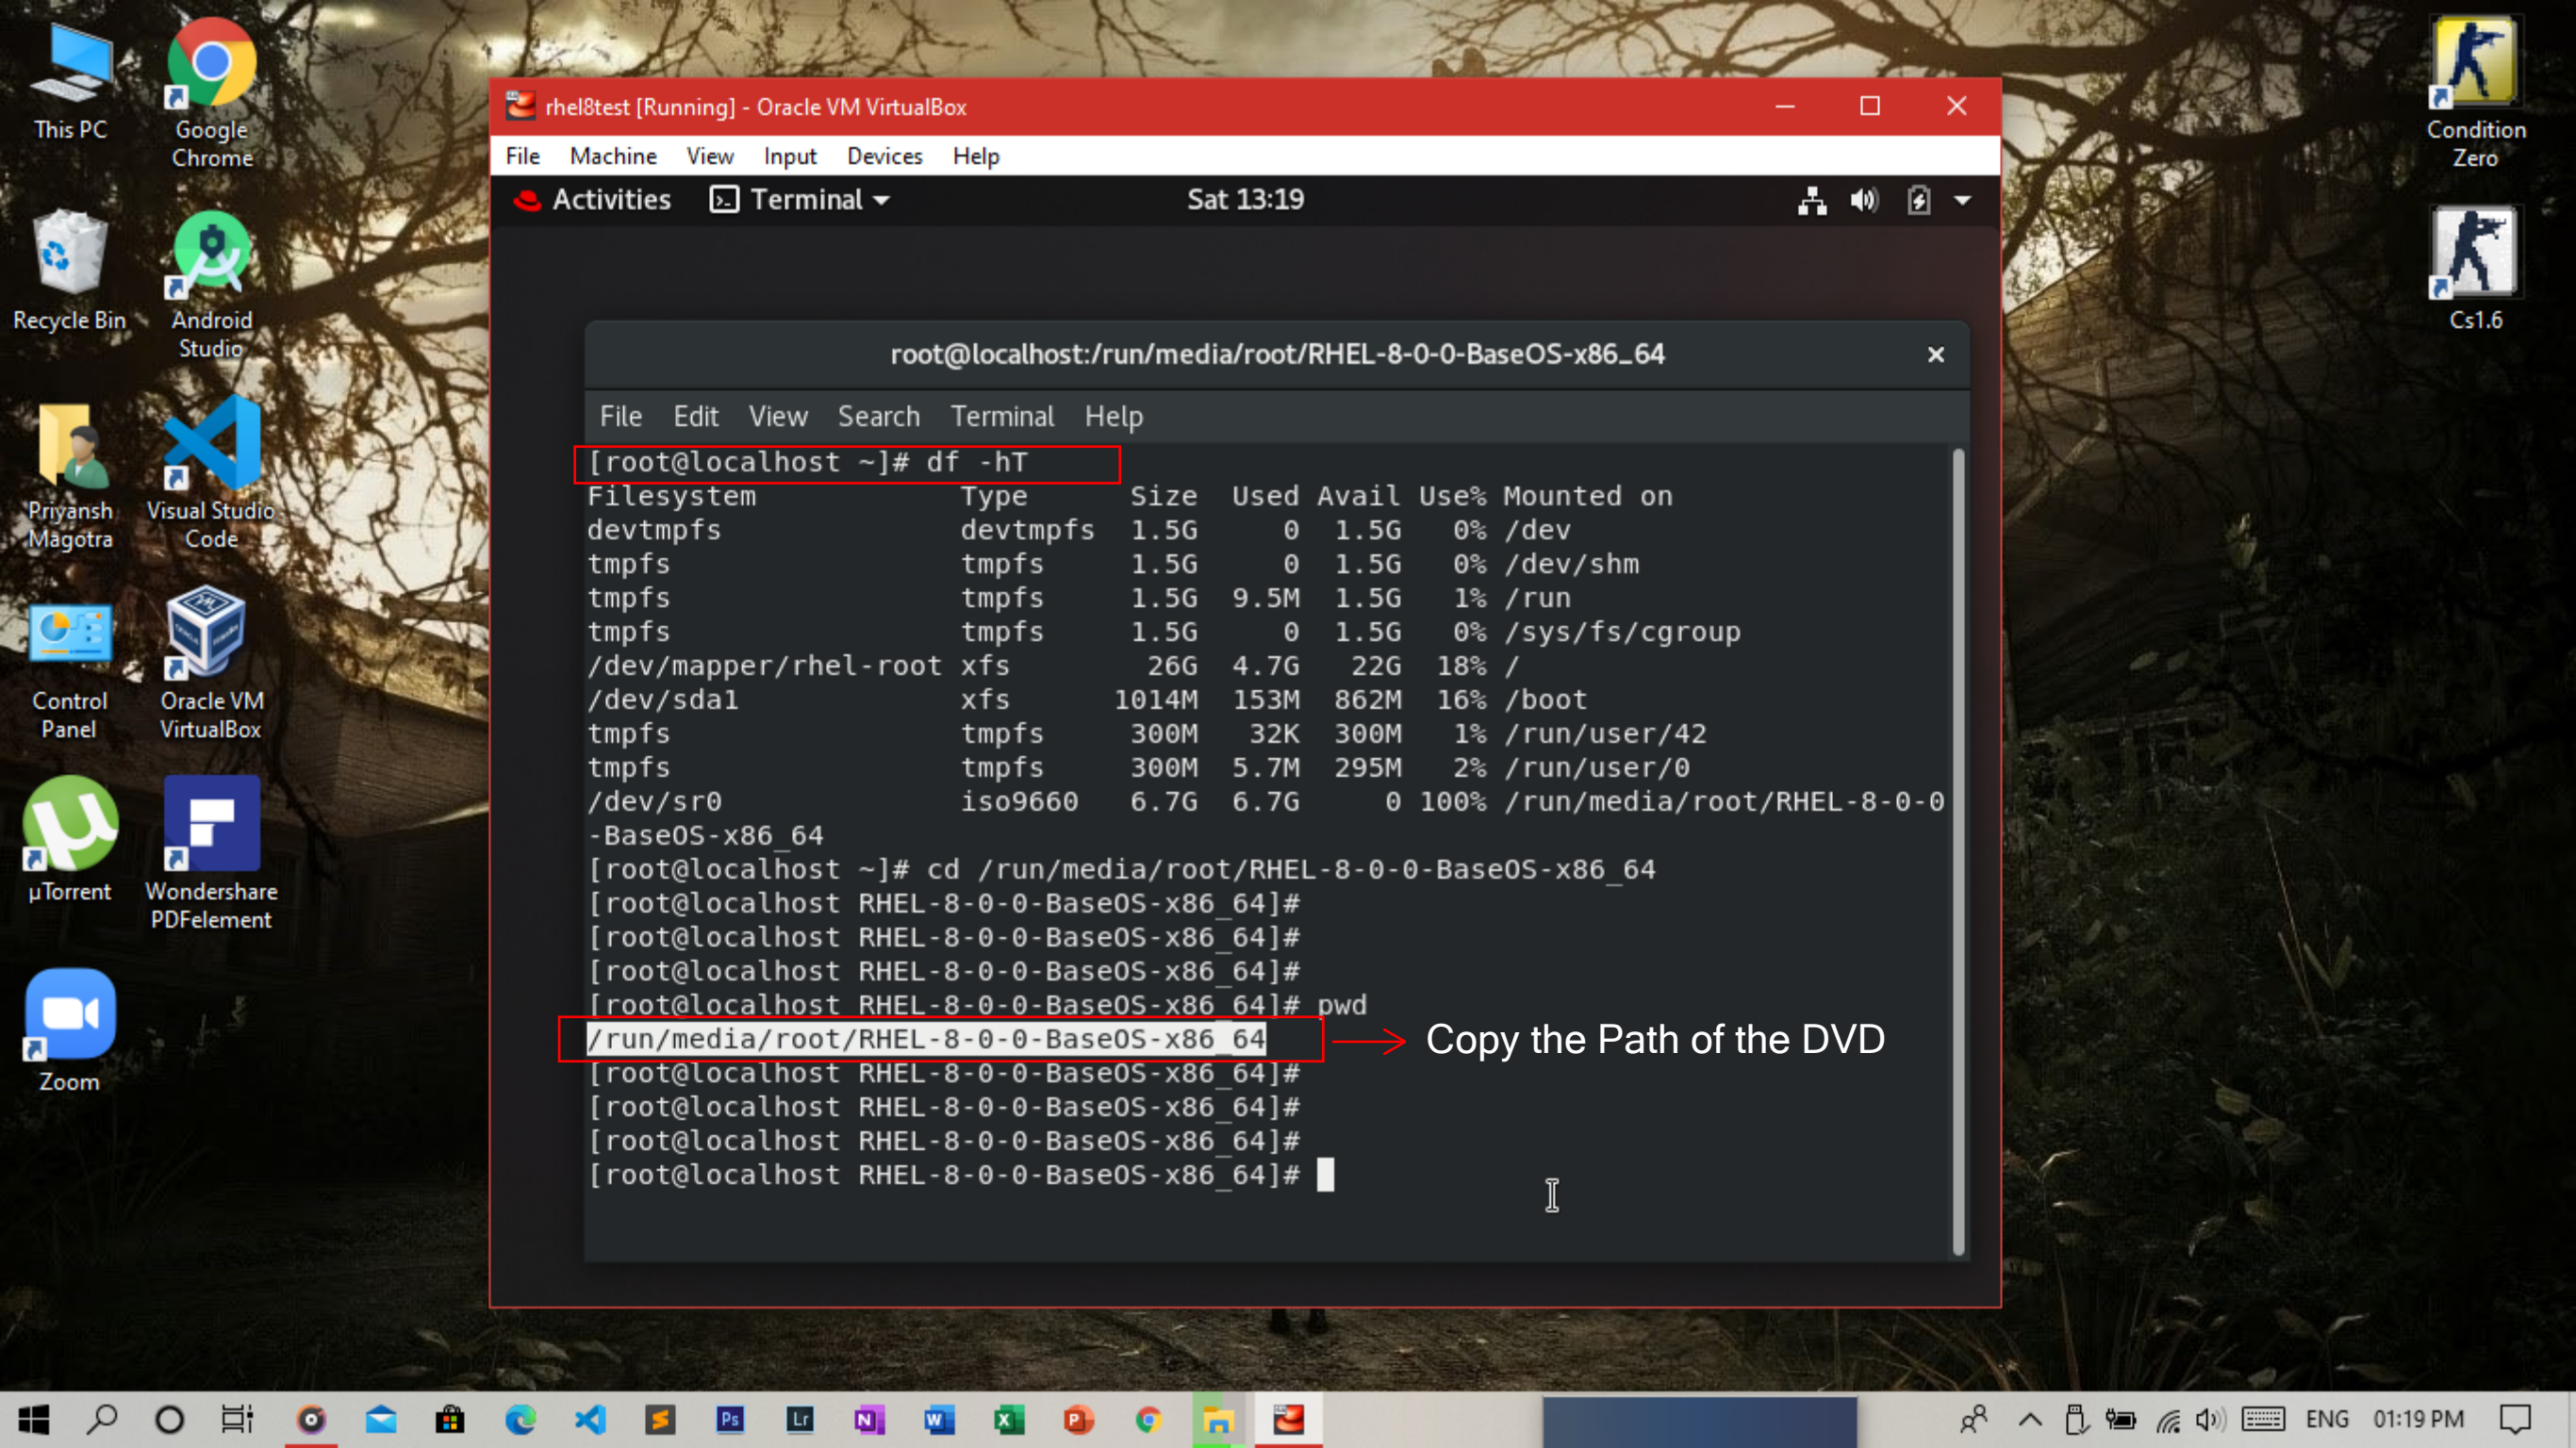 This PC
Google
Chrome
Recycle Bin
Android
Studio
Priyansh
Magotra
Visual Studio
Code
Control
Panel
Oracle VM
VirtualBox
µTorrent
Wondershare
PDFelement
Zoom
Condition
Zero
Cs1.6
rhel8test [Running] - Oracle VM VirtualBox
File Machine View Input Devices Help
Activities Terminal Sat 13:19
root@localhost:/run/media/root/RHEL-8-0-0-BaseOS-x86_64
File Edit View Search Terminal Help
[root@localhost ~]# df -hT
Filesystem Type Size Used Avail Use% Mounted on
devtmpfs devtmpfs 1.5G 0 1.5G 0% /dev
tmpfs tmpfs 1.5G 0 1.5G 0% /dev/shm
tmpfs tmpfs 1.5G 9.5M 1.5G 1% /run
tmpfs tmpfs 1.5G 0 1.5G 0% /sys/fs/cgroup
/dev/mapper/rhel-root xfs 26G 4.7G 22G 18% /
/dev/sda1 xfs 1014M 153M 862M 16% /boot
tmpfs tmpfs 300M 32K 300M 1% /run/user/42
tmpfs tmpfs 300M 5.7M 295M 2% /run/user/0
/dev/sr0 iso9660 6.7G 6.7G 0 100% /run/media/root/RHEL-8-0-0
-BaseOS-x86_64
[root@localhost ~]# cd /run/media/root/RHEL-8-0-0-BaseOS-x86_64
[root@localhost RHEL-8-0-0-BaseOS-x86_64]#
[root@localhost RHEL-8-0-0-BaseOS-x86_64]#
[root@localhost RHEL-8-0-0-BaseOS-x86_64]#
[root@localhost RHEL-8-0-0-BaseOS-x86_64]# pwd
/run/media/root/RHEL-8-0-0-BaseOS-x86_64 Copy the Path of the DVD
[root@localhost RHEL-8-0-0-BaseOS-x86_64]#
[root@localhost RHEL-8-0-0-BaseOS-x86_64]#
[root@localhost RHEL-8-0-0-BaseOS-x86_64]#
[root@localhost RHEL-8-0-0-BaseOS-x86_64]#
Ps Lr N W X P ENG 01:19 PM